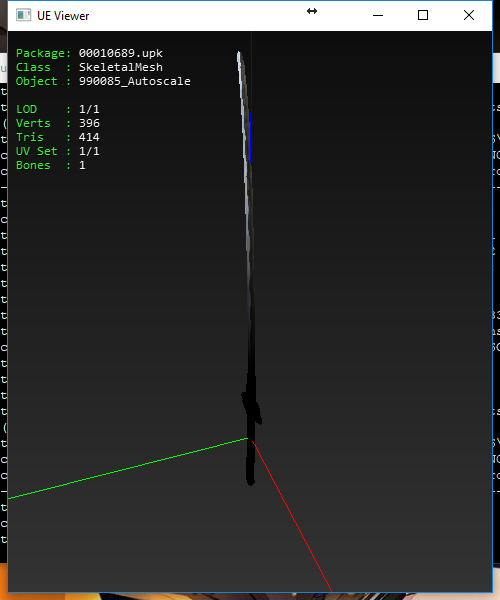 UE Viewer
Package: 00010689.upk
Class : SkeletalMesh
Object : 990085_Autoscale
LOD : 1/1
Verts : 396
Tris : 414
UV Set : 1/1
Bones : 1